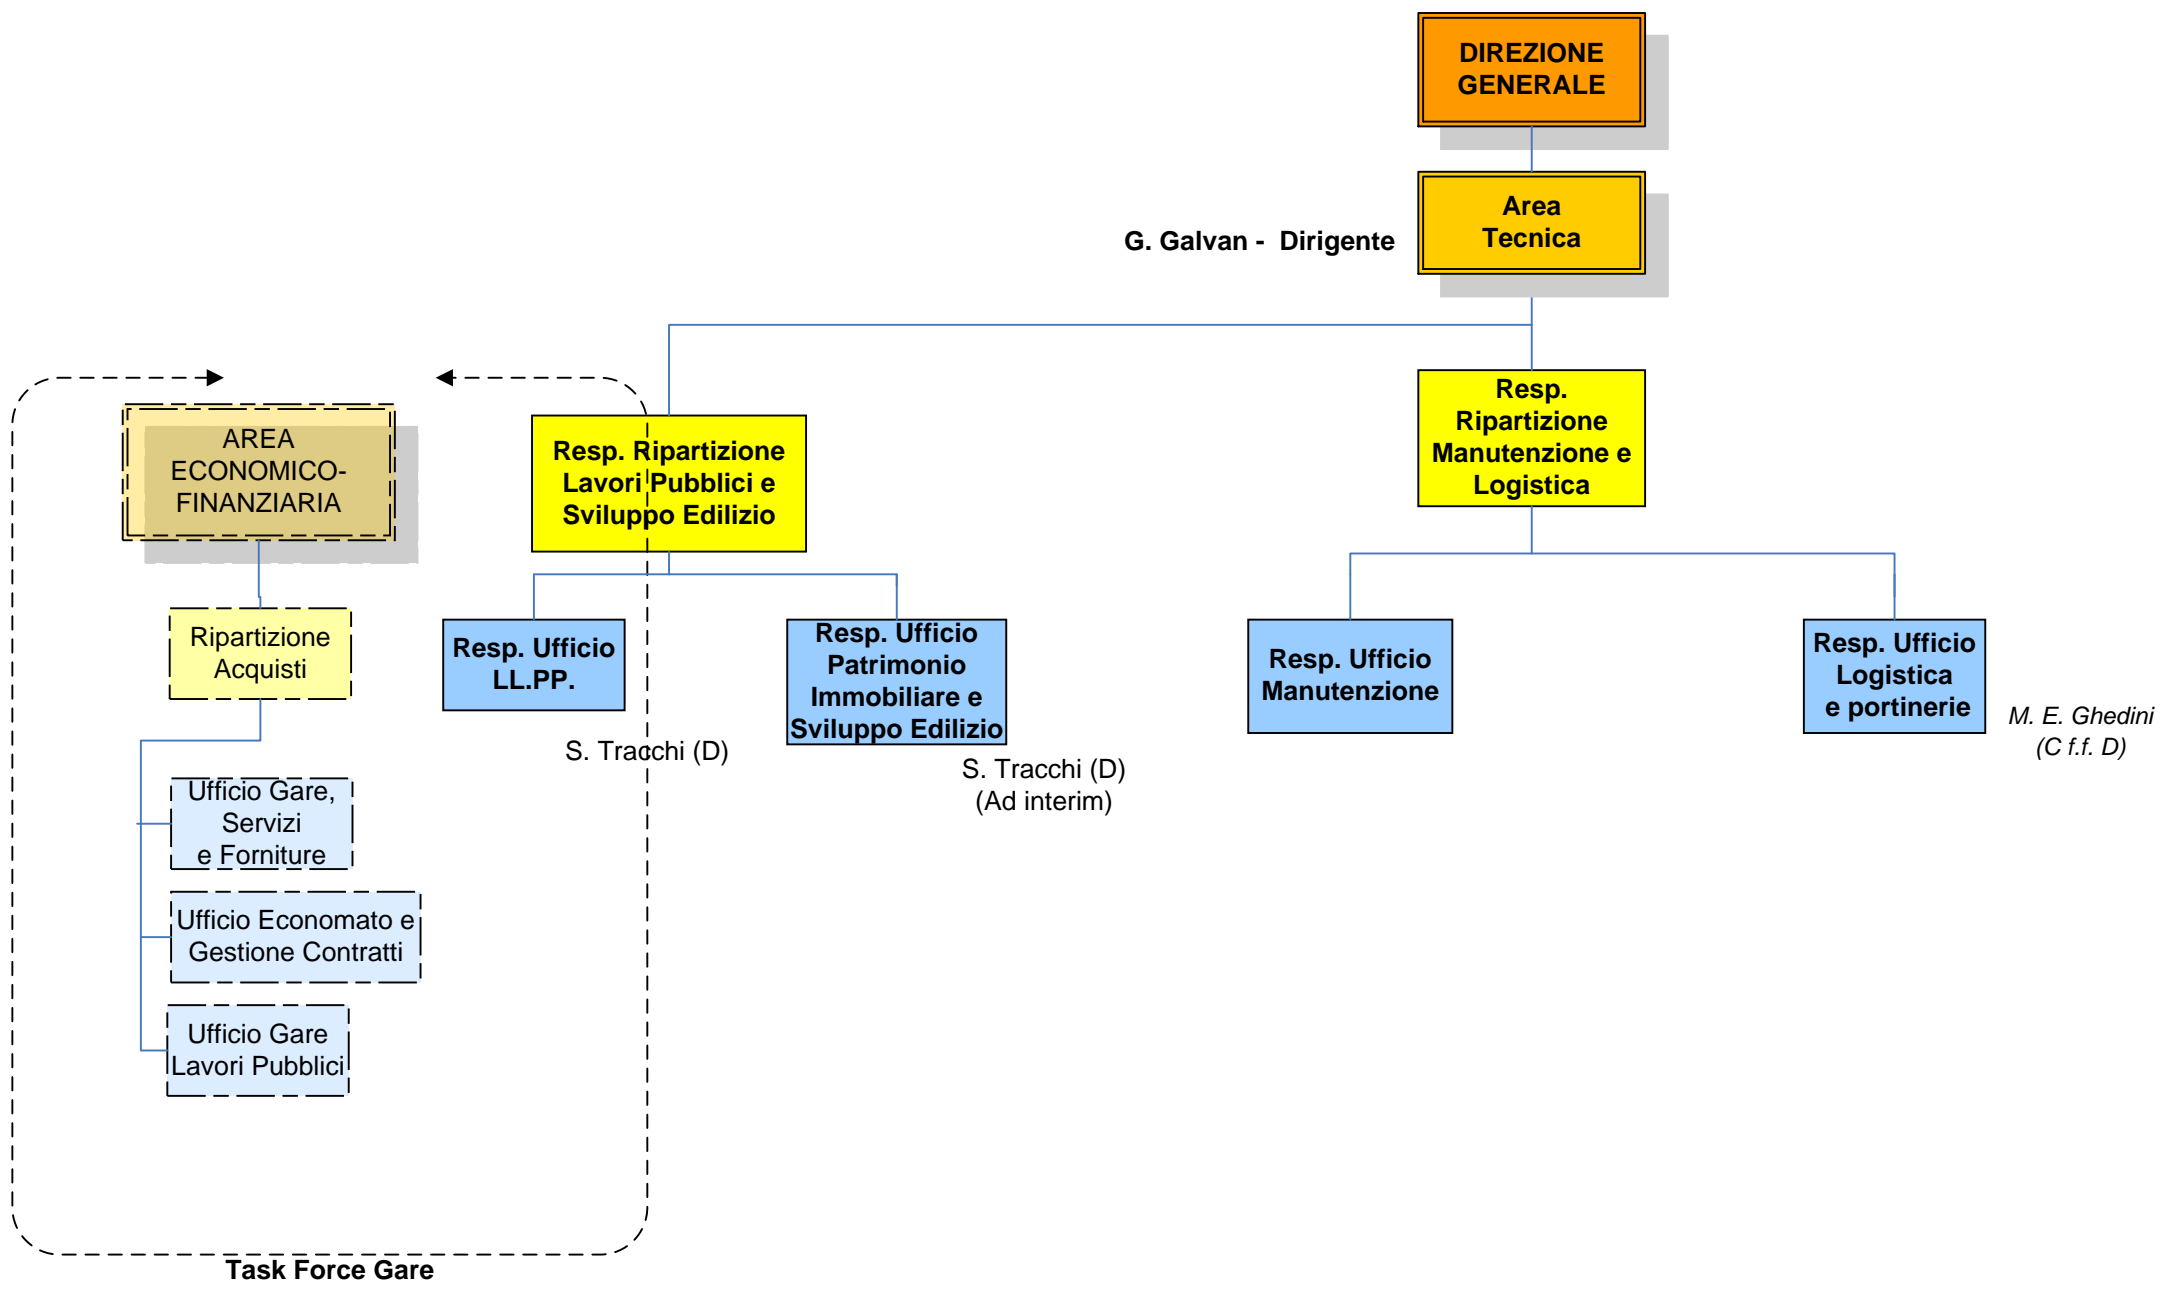 DIREZIONE
GENERALE
Area
Tecnica
G. Galvan -  Dirigente
AREA
ECONOMICO-
FINANZIARIA
Resp. Ripartizione
Lavori Pubblici e
Sviluppo Edilizio
Resp.
Ripartizione
Manutenzione e
Logistica
Ripartizione
Acquisti
Resp. Ufficio
LL.PP.
S. Tracchi (D)
Resp. Ufficio
Patrimonio
Immobiliare e
Sviluppo Edilizio
S. Tracchi (D)
(Ad interim)
Resp. Ufficio
Manutenzione
Resp. Ufficio
Logistica
e portinerie
M. E. Ghedini
(C f.f. D)
Ufficio Gare,
Servizi
e Forniture
Ufficio Economato e
Gestione Contratti
Ufficio Gare
Lavori Pubblici
Task Force Gare